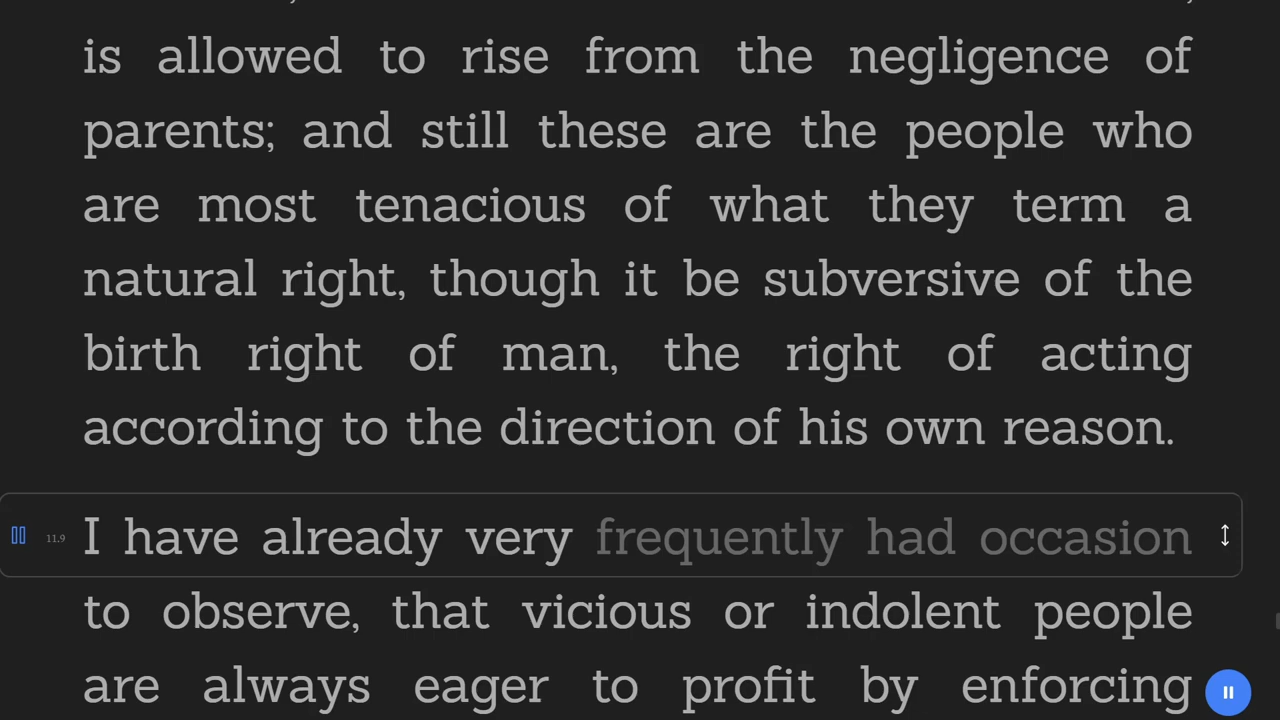 is allowed to rise from the negligence of
parents; and still these are the people who
are most tenacious of what they term a
natural right, though it be subversive of the
birth right of man, the right of acting
according to the direction of his own reason.
11.9 I have already very frequently had occasion
to observe, that vicious or indolent people
are always eager to profit by enforcing